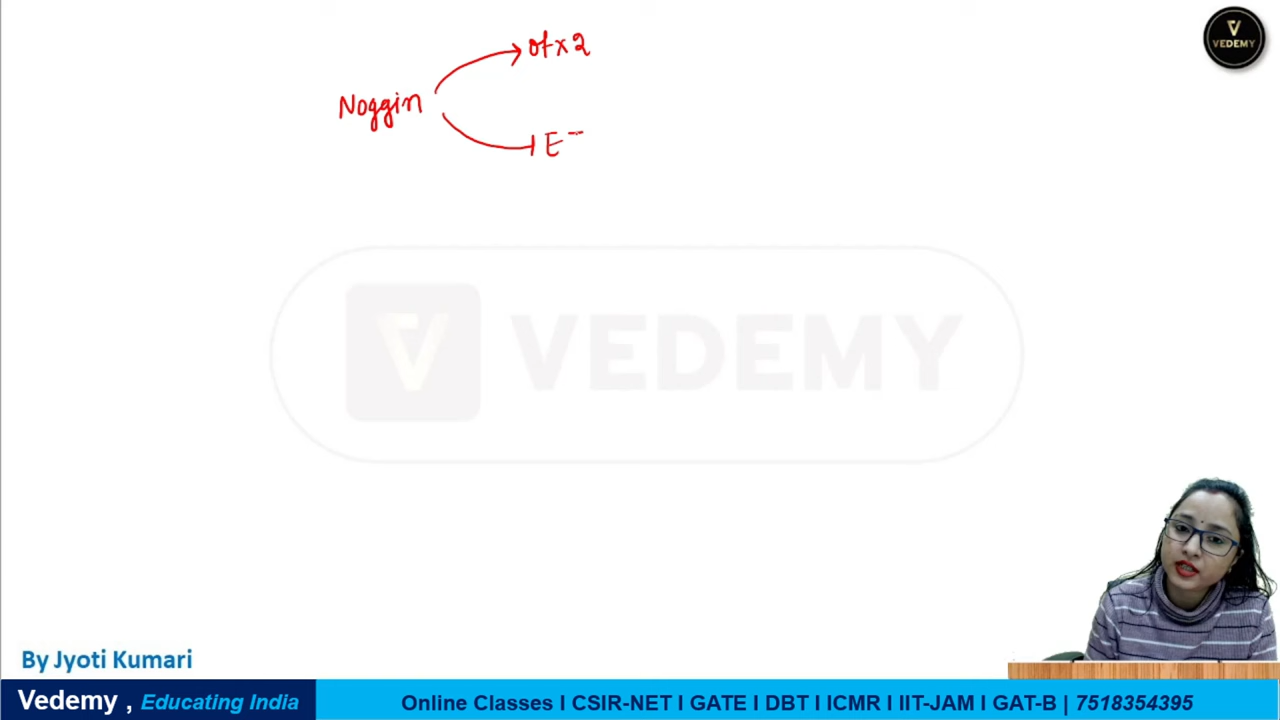 Otx2
VEDEMY
Noggin
E
VEDEMY
By Jyoti Kumari
Vedemy , Educating India
Online Classes I CSIR-NET I GATE I DBT I ICMR I IIT-JAM I GAT-B | 7518354395